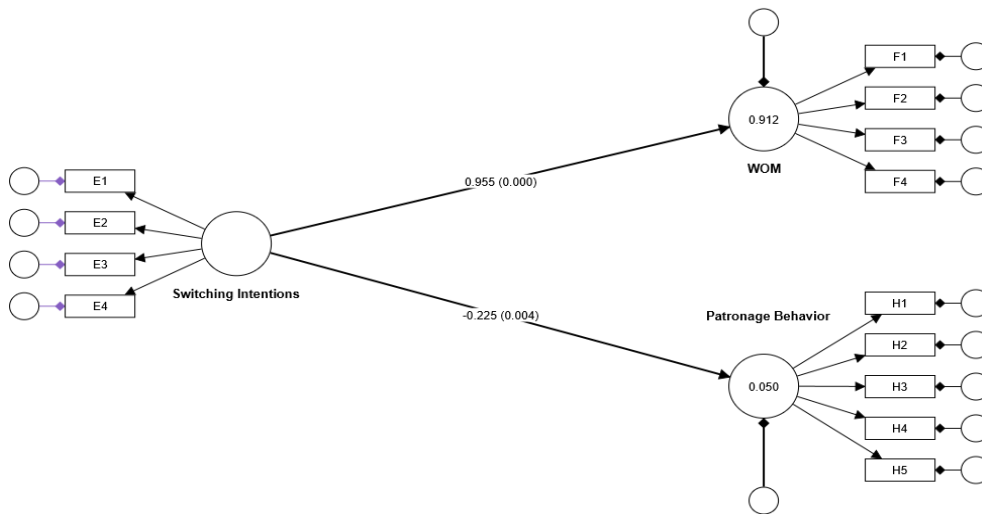 E1
E2
E3
E4
Switching Intentions
0.955 (0.000)
-0.225 (0.004)
0.912
WOM
F1
F2
F3
F4
Patronage Behavior
0.050
H1
H2
H3
H4
H5